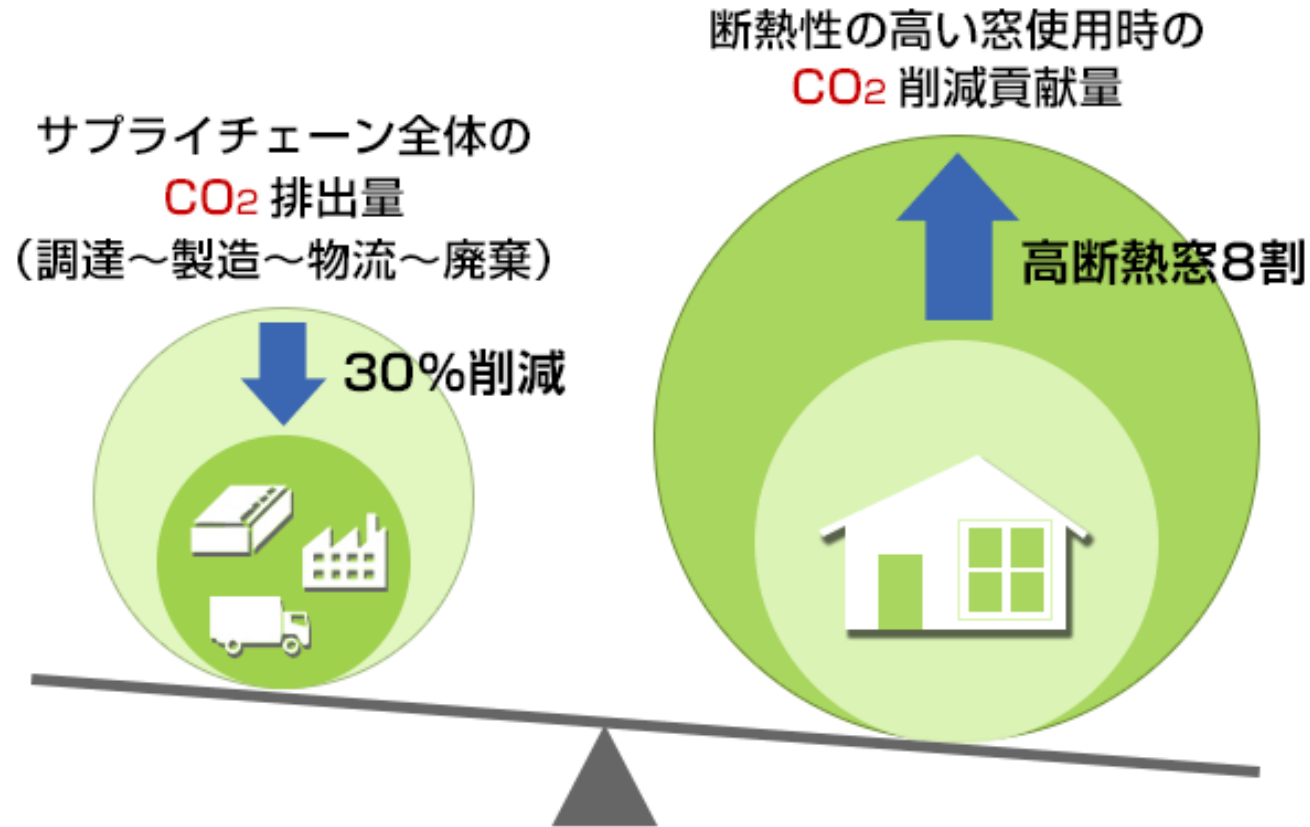 サプライチェーン全体の
CO2 排出量
（調達～製造～物流～廃棄）
30%削減
断熱性の高い窓使用時の
CO2 削減貢献量
高断熱窓8割